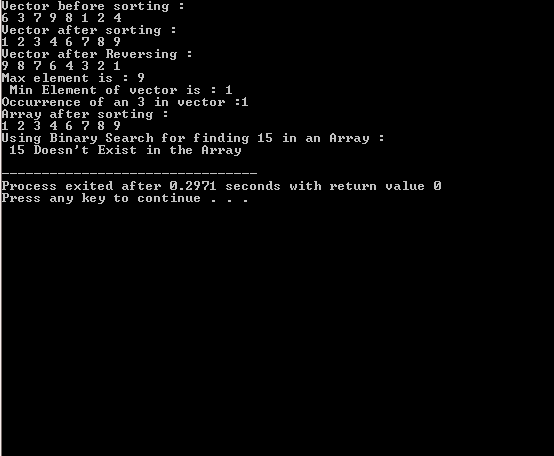 Vector before sorting :
6 3 7 9 8 1 2 4
Vector after sorting :
1 2 3 4 6 7 8 9
Vector after Reversing :
9 8 7 6 4 3 2 1
Max element is : 9
 Min Element of vector is : 1
Occurrence of an 3 in vector :1
Array after sorting :
1 2 3 4 6 7 8 9
Using Binary Search for finding 15 in an Array :
 15 Doesn't Exist in the Array
--------------------------------
Process exited after 0.2971 seconds with return value 0
Press any key to continue . . .